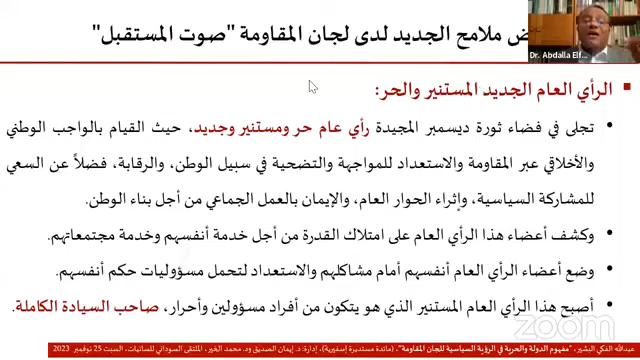 ض ملامح الجديد لدى لجان المقاومة "صوت المستقبل"
Dr. Abdalla Elf
الرأي العام الجديد المستنير والحر:
تجلى في فضاء ثورة ديسمبر المجيدة رأي عام حر ومستنير وجديد، حيث القيام بالواجب الوطني
والأخلاقي عبر المقاومة والاستعداد للمواجهة والتضحية في سبيل الوطن، والرقابة، فضلاً عن السعي
للمشاركة السياسية، وإثراء الحوار العام، والإيمان بالعمل الجماعي من أجل بناء الوطن.
وكشف أعضاء هذا الرأي العام على امتلاك القدرة من أجل خدمة أنفسهم وخدمة مجتمعاتهم.
وضع أعضاء الرأي العام أنفسهم أمام مشاكلهم والاستعداد لتحمل مسؤوليات حكم أنفسهم.
أصبح هذا الرأي العام المستنير الذي هو يتكون من أفراد مسؤولين وأحرار، صاحب السيادة الكاملة.
zoom
عبدالله الفكي البشير، "مفهوم الدولة والحرية في الرؤية السياسية للجان المقاومة"، (مائدة مستديرة إسفيرية)، إدارة: د. إيمان الصديق ود. محمد الخير، الملتقى السوداني للسانيات، السبت 25 نوفمبر 2023